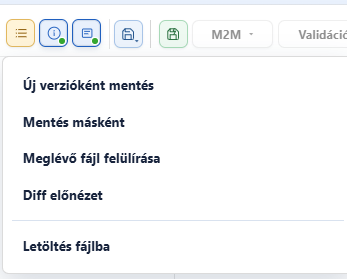 M2M
Validáció
Új verzióként mentés
Mentés másként
Meglévő fájl felülírása
Diff előnézet
Letöltés fájlba